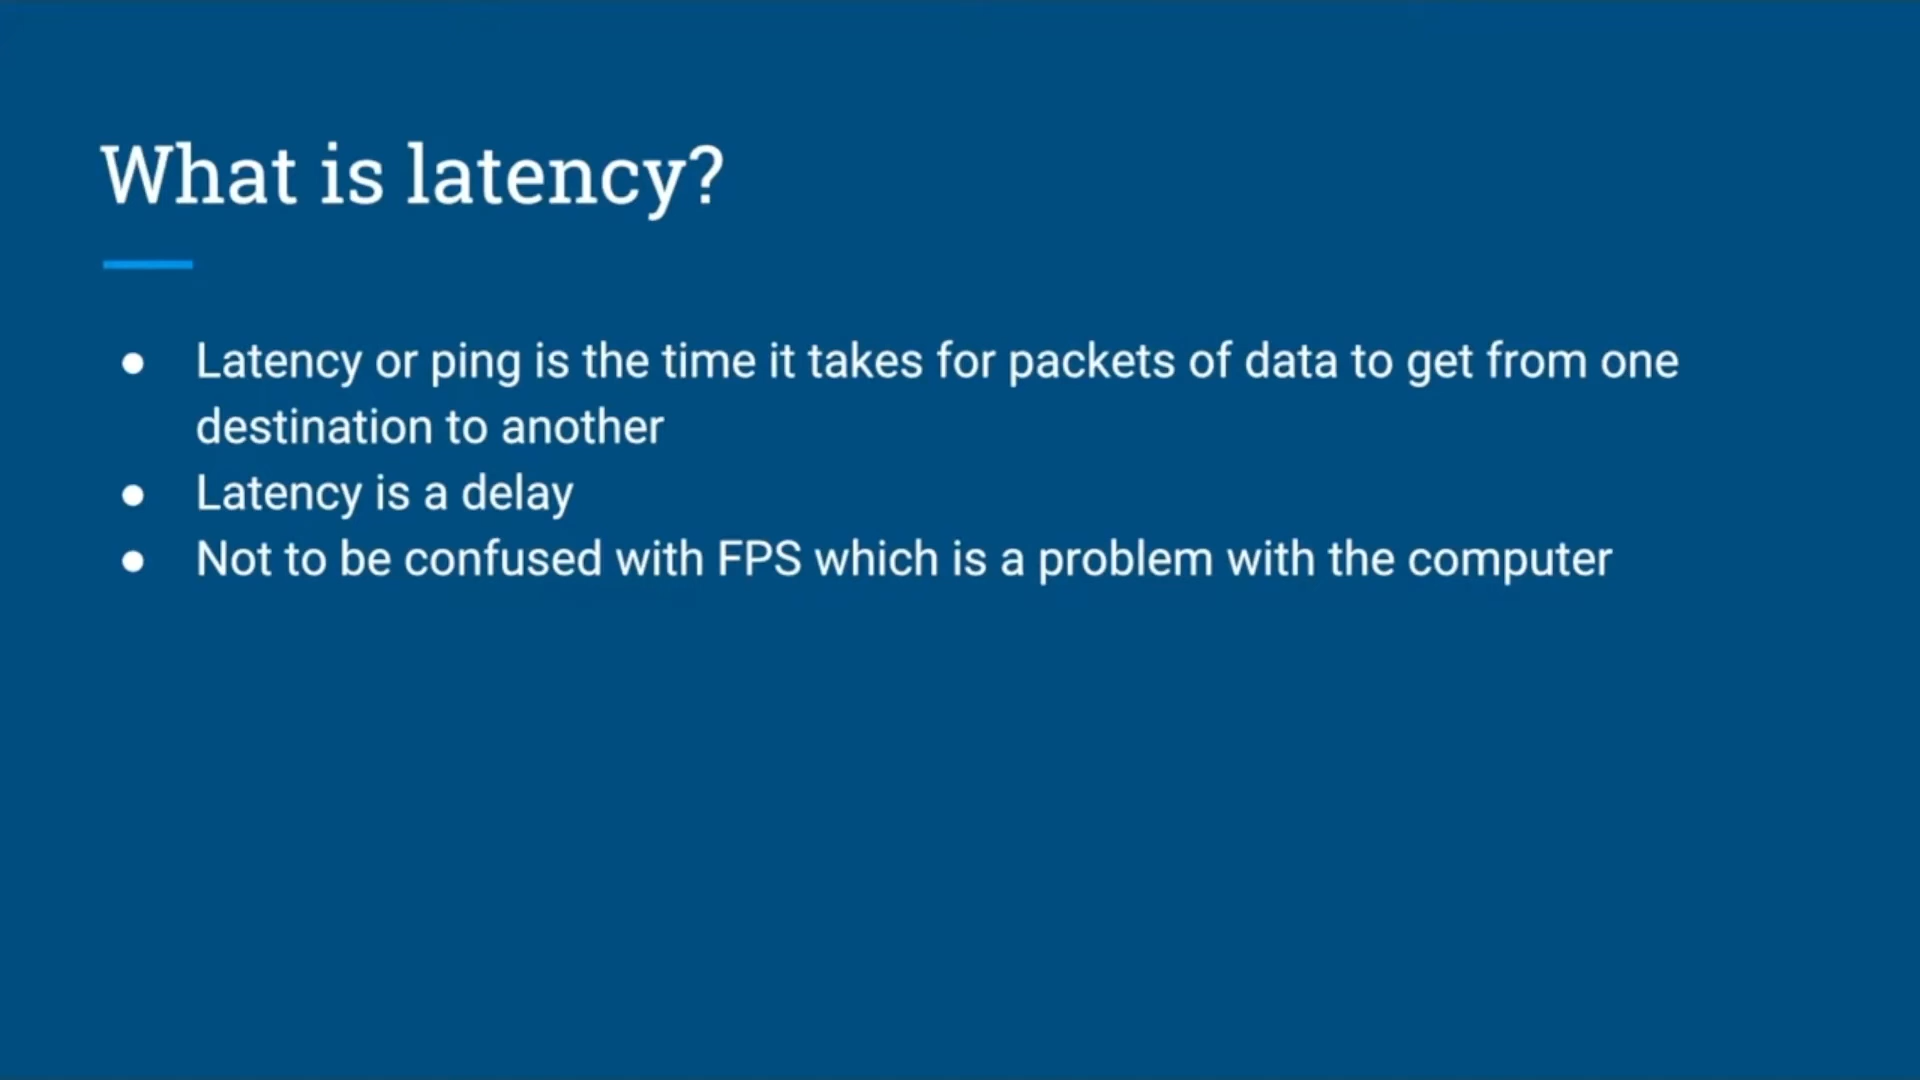 What is latency?
● Latency or ping is the time it takes for packets of data to get from one
destination to another
● Latency is a delay
● Not to be confused with FPS which is a problem with the computer